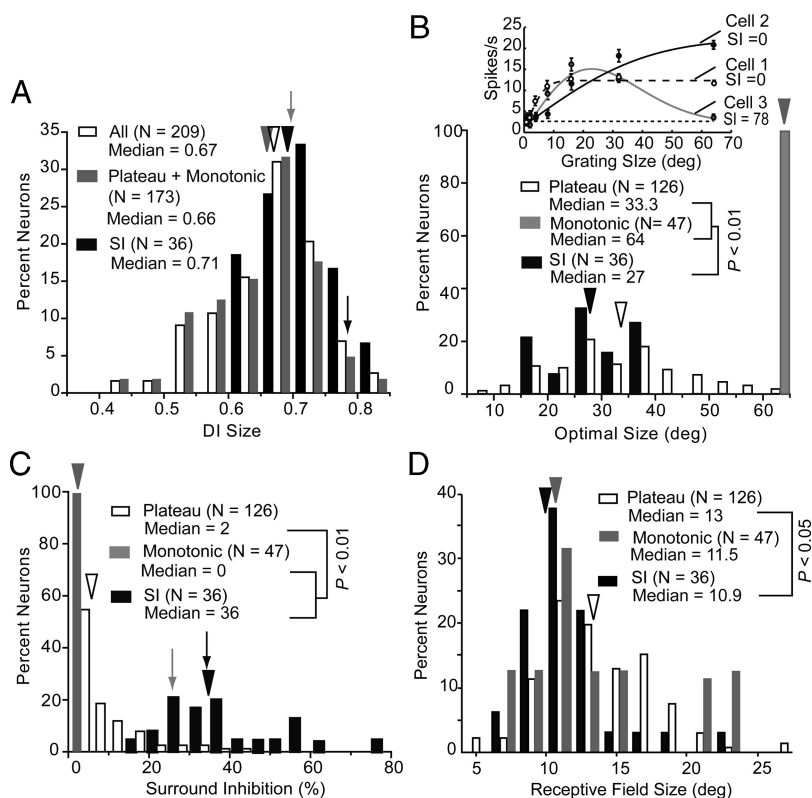 A
35
30
25
20
15
10
5
0
Percent Neurons
All (N = 209)
Median = 0.67
Plateau + Monotonic
(N = 173)
Median = 0.66
SI (N = 36)
Median = 0.71
0.4 0.5 0.6 0.7 0.8
DI Size
B
25
20
15
10
5
0
Spikes/s
0 10 20 30 40 50 60 70
Grating SIze (deg)
Cell 2
SI =0
Cell 1
SI =0
Cell 3
SI = 78
100
80
60
40
20
0
Percent Neurons
Plateau (N = 126)
Median = 33.3
Monotonic (N= 47)
Median = 64
SI (N = 36)
Median = 27
P < 0.01
10 20 30 40 50 60
Optimal Size (deg)
C
100
80
60
40
20
0
Percent Neurons
Plateau (N = 126)
Median = 2
Monotonic (N = 47)
Median = 0
SI (N = 36)
Median = 36
P < 0.01
0 20 40 60 80
Surround Inhibition (%)
D
40
30
20
10
0
Percent Neurons
Plateau (N = 126)
Median = 13
Monotonic (N = 47)
Median = 11.5
SI (N = 36)
Median = 10.9
P < 0.05
5 10 15 20 25
Receptive Field Size (deg)